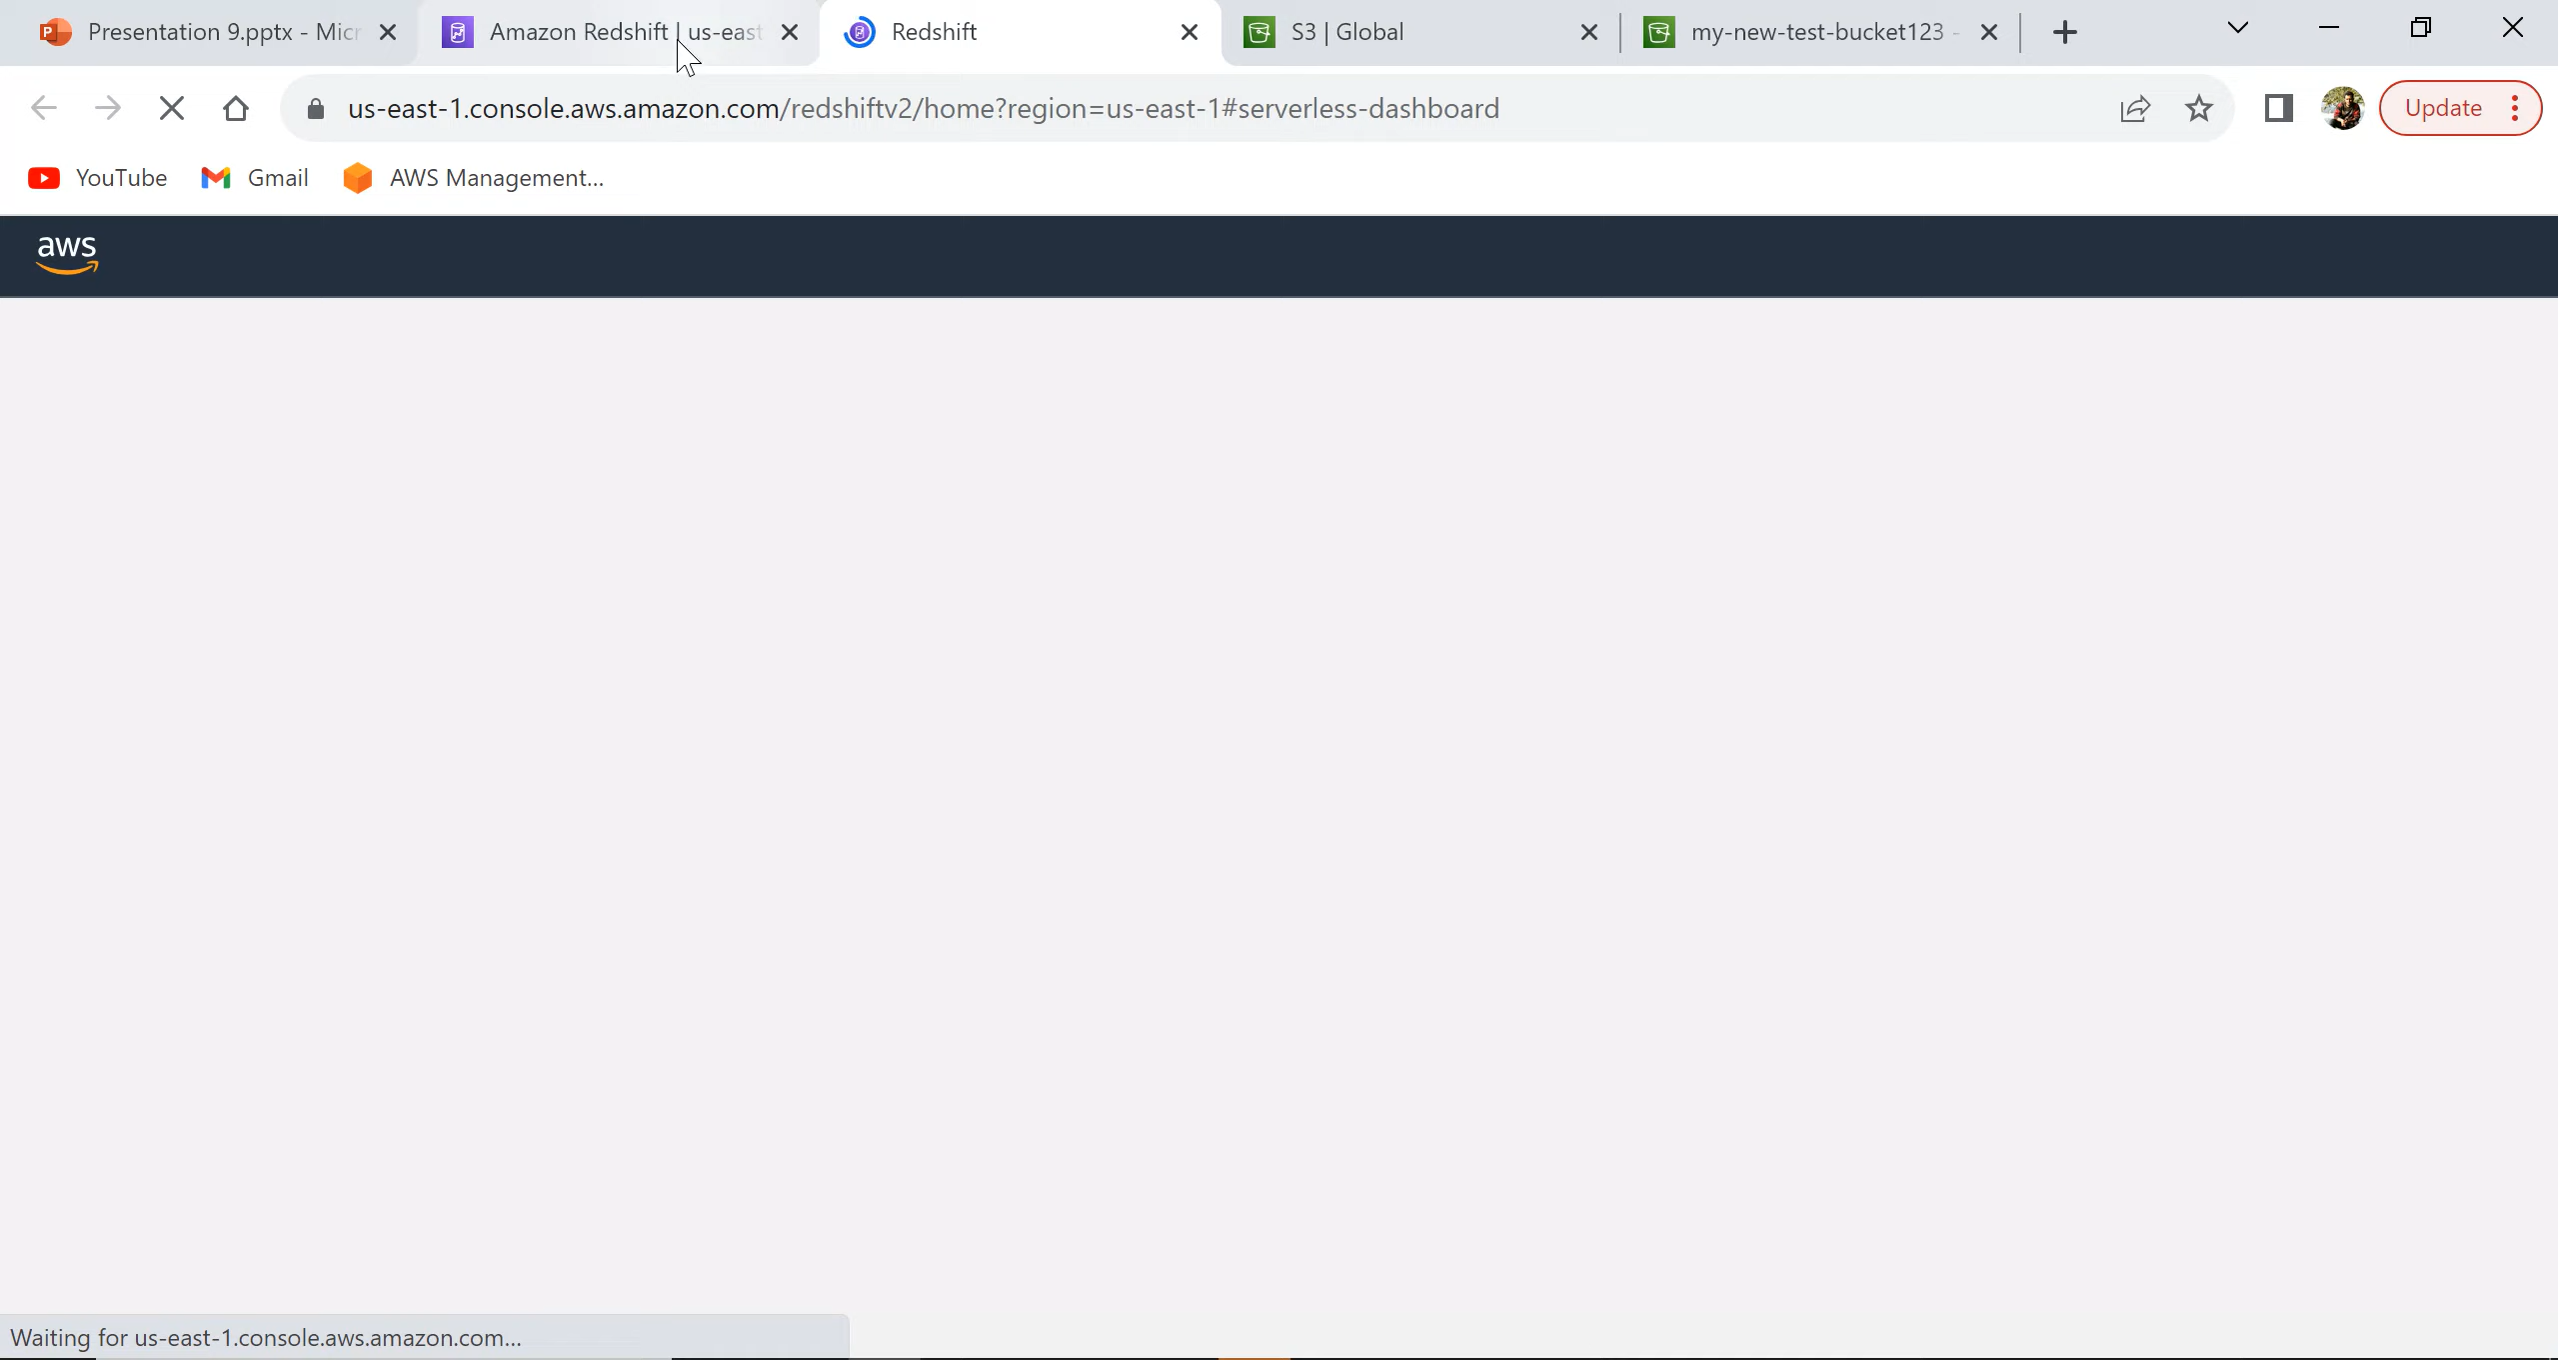 Presentation 9.pptx - Micr
Amazon Redshift | us-east
Redshift
S3 | Global
my-new-test-bucket123 -
us-east-1.console.aws.amazon.com/redshiftv2/home?region=us-east-1#serverless-dashboard
Update
YouTube
Gmail
AWS Management...
aws
Waiting for us-east-1.console.aws.amazon.com...